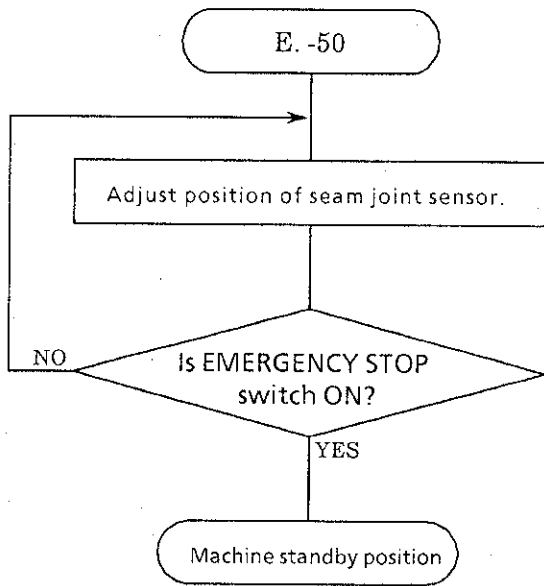 E. -50
Adjust position of seam joint sensor.
NO
Is EMERGENCY STOP
switch ON?
YES
Machine standby position